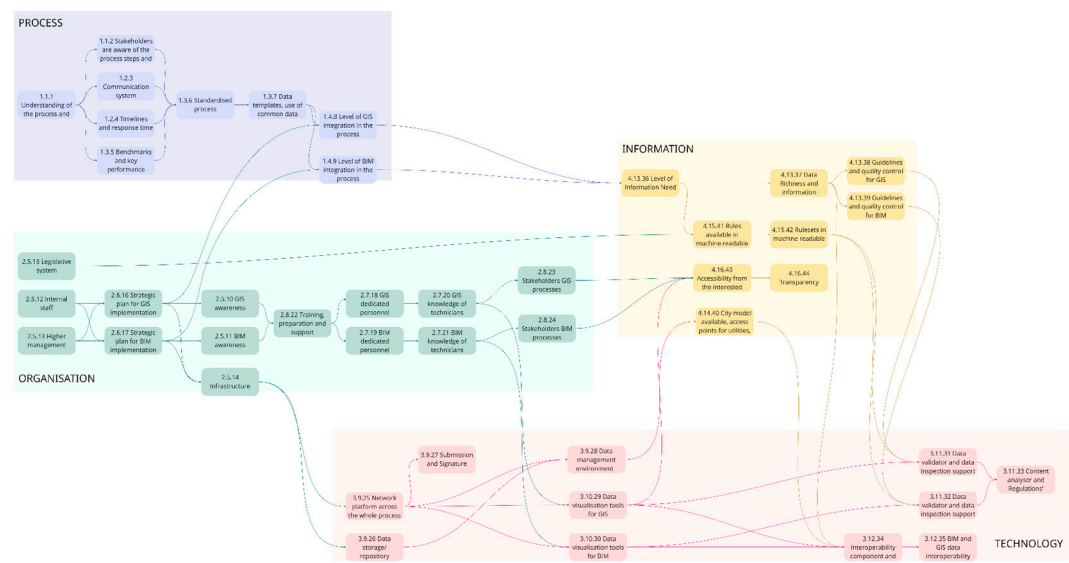 PROCESS
1.1.2 Stakeholders
are aware of the
process steps and
1.2.3
Communication
system
1.1.1
Understanding of
the process and
1.2.4 Timelines
and response time
1.3.5 Benchmarks
and key
performance
1.3.6 Standardised
process
1.3.7 Data
templates, use of
common data
1.4.8 Level of GIS
integration in the
process
1.4.9 Level of BIM
integration in the
process
INFORMATION
4.13.36 Level of
Information Need
4.13.37 Data
Richness and
information
4.13.38 Guidelines
and quality control
for GIS
4.13.39 Guidelines
and quality control
for BIM
4.15.41 Rules
available in
machine readable
4.15.42 Rulesets in
machine readable
4.16.43
Accessibility from
the interested
4.16.44
Transparency
4.14.40 City model
available, access
points for utilities,
2.5.15 Legislative
system
2.5.12 Internal
staff
2.5.13 Higher
management
2.6.16 Strategic
plan for GIS
implementation
2.6.17 Strategic
plan for BIM
implementation
2.5.10 GIS
awareness
2.5.11 BIM
awareness
2.5.14
Infrastructure
2.8.22 Training,
preparation and
support
2.7.18 GIS
dedicated
personnel
2.7.19 BIM
dedicated
personnel
2.7.20 GIS
knowledge of
technicians
2.7.21 BIM
knowledge of
technicians
2.8.23
Stakeholders GIS
processes
2.8.24
Stakeholders BIM
processes
ORGANISATION
3.9.27 Submission
and Signature
3.9.25 Network
platform across
the whole process
3.9.26 Data
storage/
repository
3.9.28 Data
management
environment
3.10.29 Data
visualisation tools
for GIS
3.10.30 Data
visualisation tools
for BIM
3.11.31 Data
validator and data
inspection support
3.11.32 Data
validator and data
inspection support
3.11.33 Content
analyser and
Regulations'
3.12.34
Interoperability
component and
3.12.35 BIM and
GIS data
interoperability
TECHNOLOGY